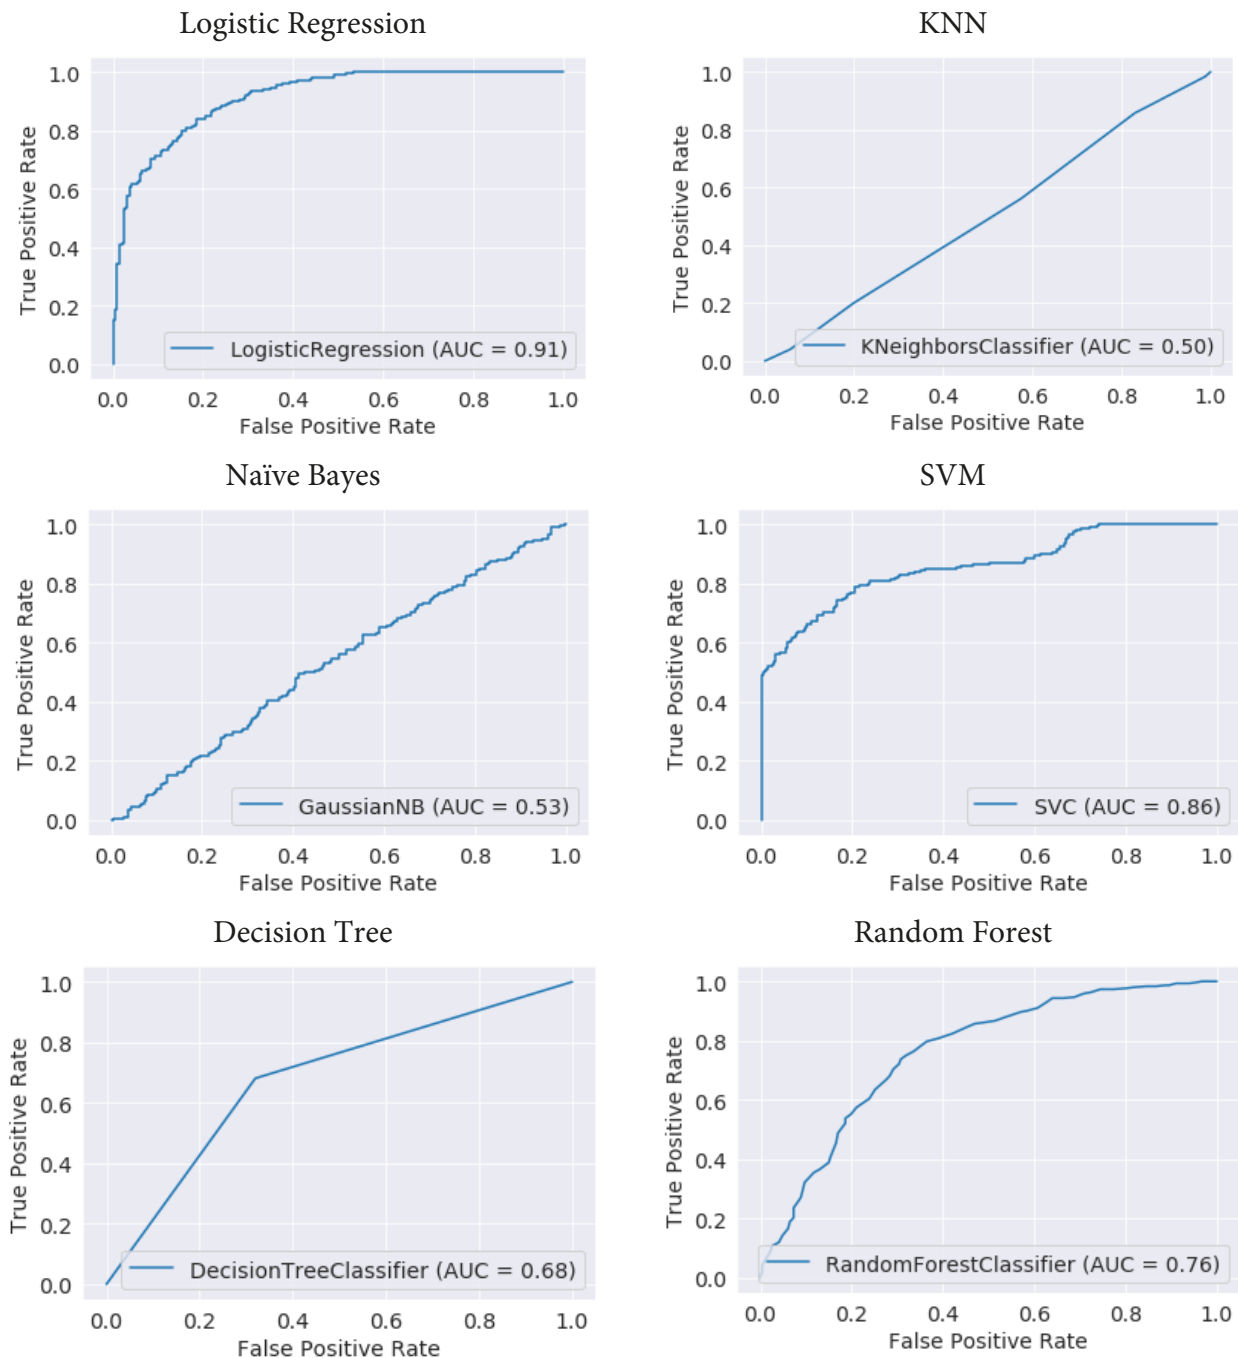 Logistic Regression
1.0
0.8
0.6
0.4
0.2
0.0
True Positive Rate
LogisticRegression (AUC = 0.91)
0.0 0.2 0.4 0.6 0.8 1.0
False Positive Rate
KNN
1.0
0.8
0.6
0.4
0.2
0.0
True Positive Rate
KNeighborsClassifier (AUC = 0.50)
0.0 0.2 0.4 0.6 0.8 1.0
False Positive Rate
Naïve Bayes
1.0
0.8
0.6
0.4
0.2
0.0
True Positive Rate
GaussianNB (AUC = 0.53)
0.0 0.2 0.4 0.6 0.8 1.0
False Positive Rate
SVM
1.0
0.8
0.6
0.4
0.2
0.0
True Positive Rate
SVC (AUC = 0.86)
0.0 0.2 0.4 0.6 0.8 1.0
False Positive Rate
Decision Tree
1.0
0.8
0.6
0.4
0.2
0.0
True Positive Rate
DecisionTreeClassifier (AUC = 0.68)
0.0 0.2 0.4 0.6 0.8 1.0
False Positive Rate
Random Forest
1.0
0.8
0.6
0.4
0.2
0.0
True Positive Rate
RandomForestClassifier (AUC = 0.76)
0.0 0.2 0.4 0.6 0.8 1.0
False Positive Rate